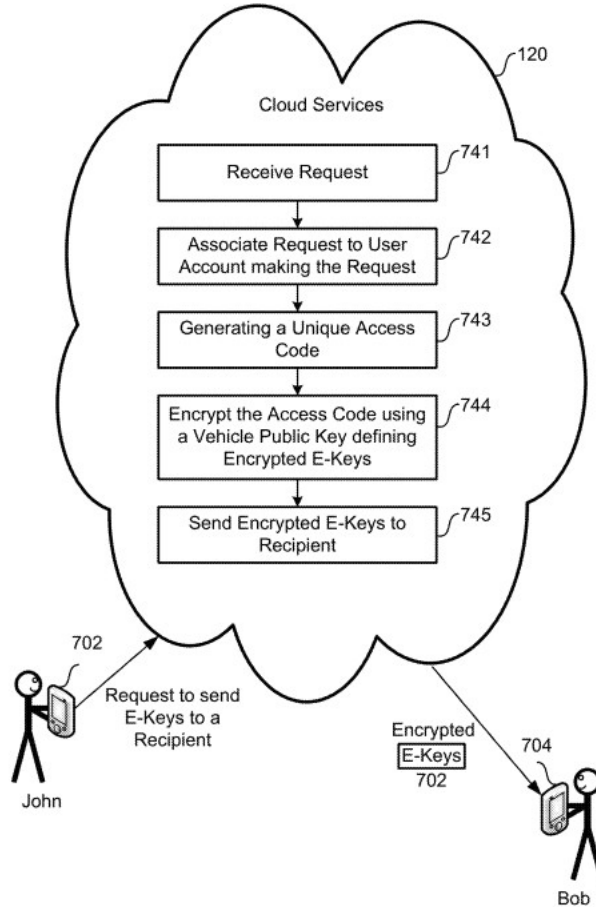 120
Cloud Services
741
Receive Request
742
Associate Request to User
Account making the Request
743
Generating a Unique Access
Code
744
Encrypt the Access Code using
a Vehicle Public Key defining
Encrypted E-Keys
745
Send Encrypted E-Keys to
Recipient
702
Request to send
E-Keys to a
Recipient
John
Encrypted
E-Keys
702
704
Bob